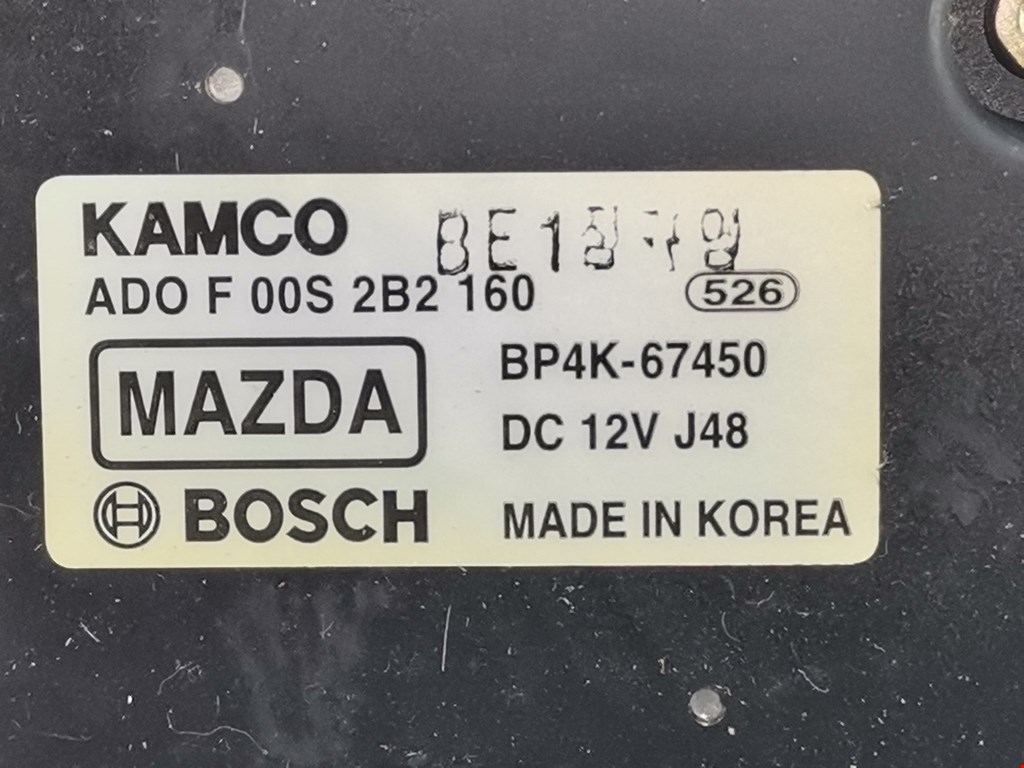 KAMCO
ADO F 00S 2B2 160
526
MAZDA
BP4K-67450
DC 12V J48
BOSCH
MADE IN KOREA